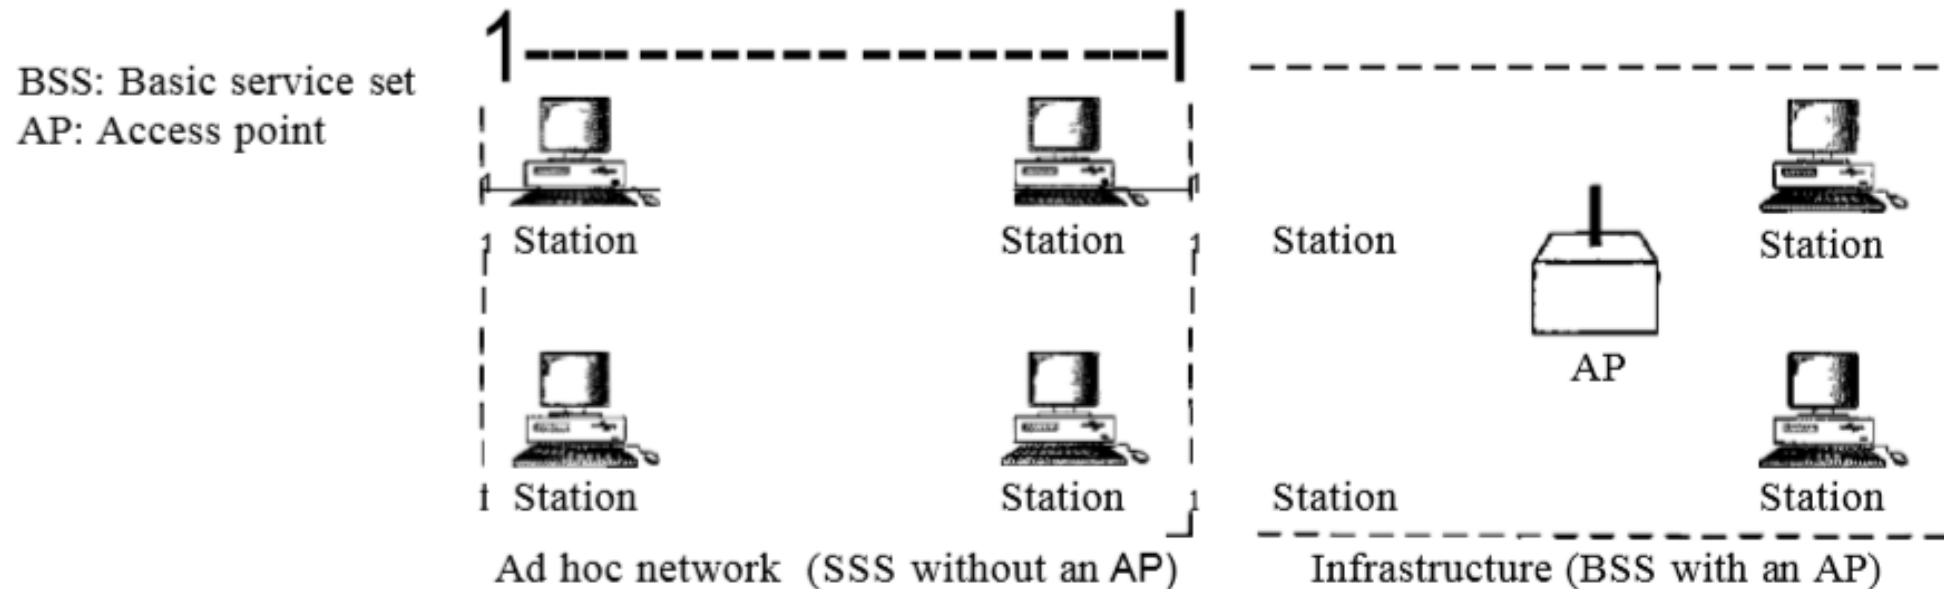 BSS: Basic service set
AP: Access point
Station Station Station Station
AP
Station Station Station Station
Ad hoc network (SSS without an AP) Infrastructure (BSS with an AP)